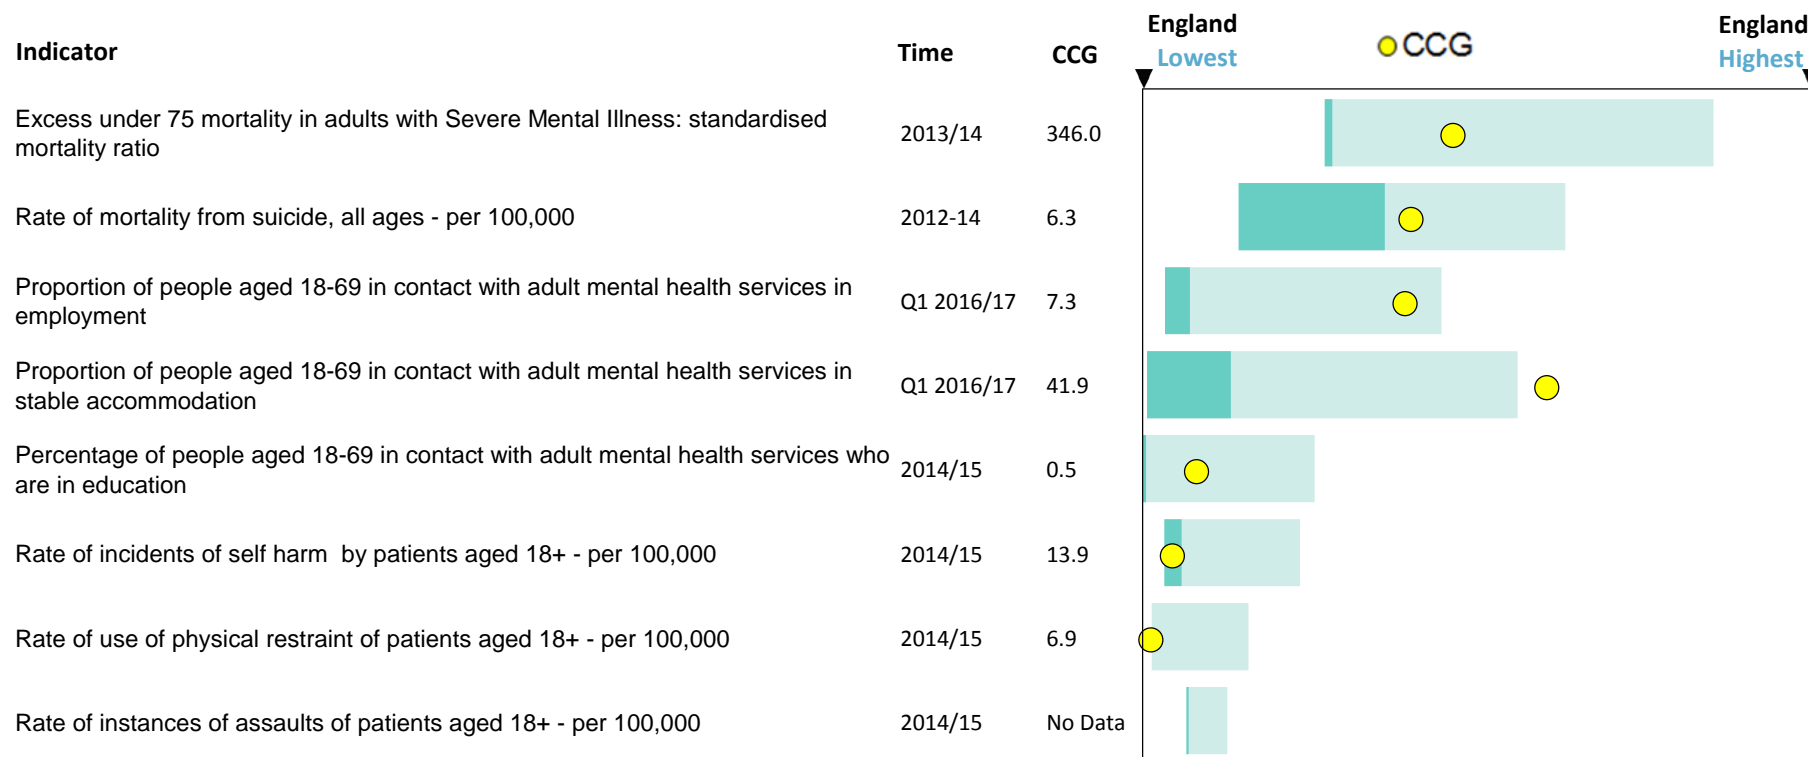 England
England
Indicator
Time
CCG
Lowest
CCG
Highest
Excess under 75 mortality in adults with Severe Mental Illness: standardised
mortality ratio
2013/14
346.0
Rate of mortality from suicide, all ages - per 100,000
2012-14
6.3
Proportion of people aged 18-69 in contact with adult mental health services in
employment
Q1 2016/17
7.3
Proportion of people aged 18-69 in contact with adult mental health services in
stable accommodation
Q1 2016/17
41.9
Percentage of people aged 18-69 in contact with adult mental health services who
are in education
2014/15
0.5
Rate of incidents of self harm  by patients aged 18+ - per 100,000
2014/15
13.9
Rate of use of physical restraint of patients aged 18+ - per 100,000
2014/15
6.9
Rate of instances of assaults of patients aged 18+ - per 100,000
2014/15
No Data